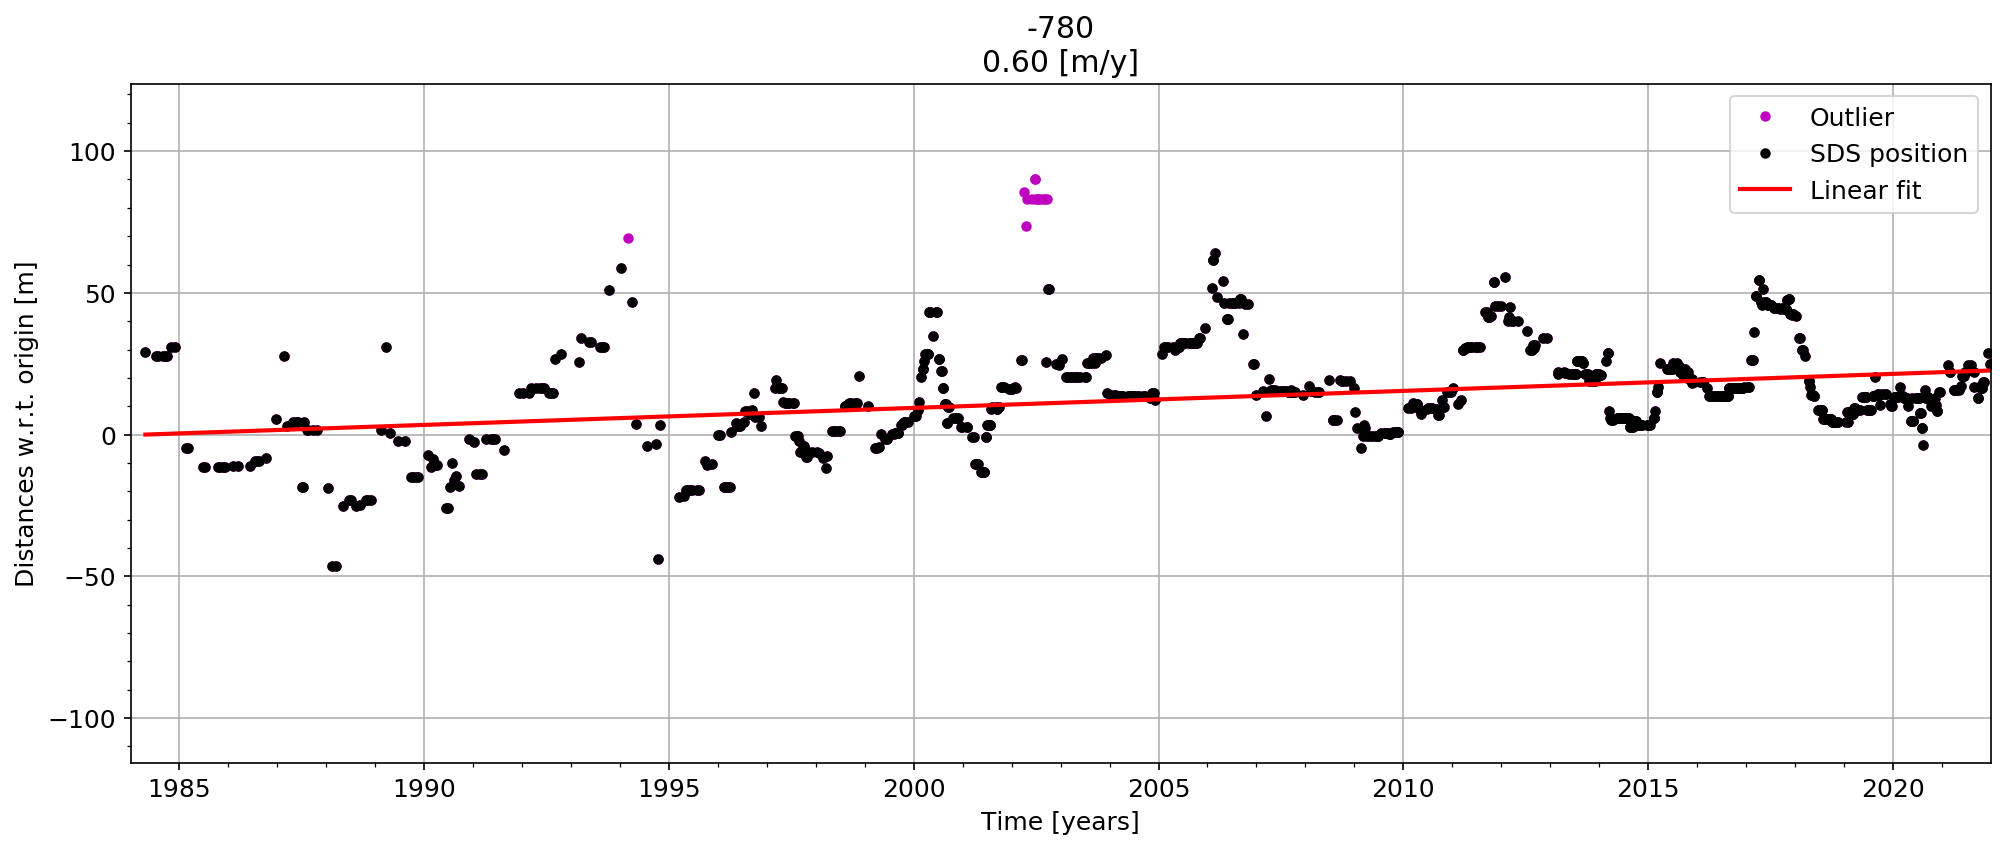 -780
0.60 [m/y]
Outlier
SDS position
Linear fit
Distances w.r.t. origin [m]
100
50
0
−50
−100
1985 1990 1995 2000 2005 2010 2015 2020
Time [years]